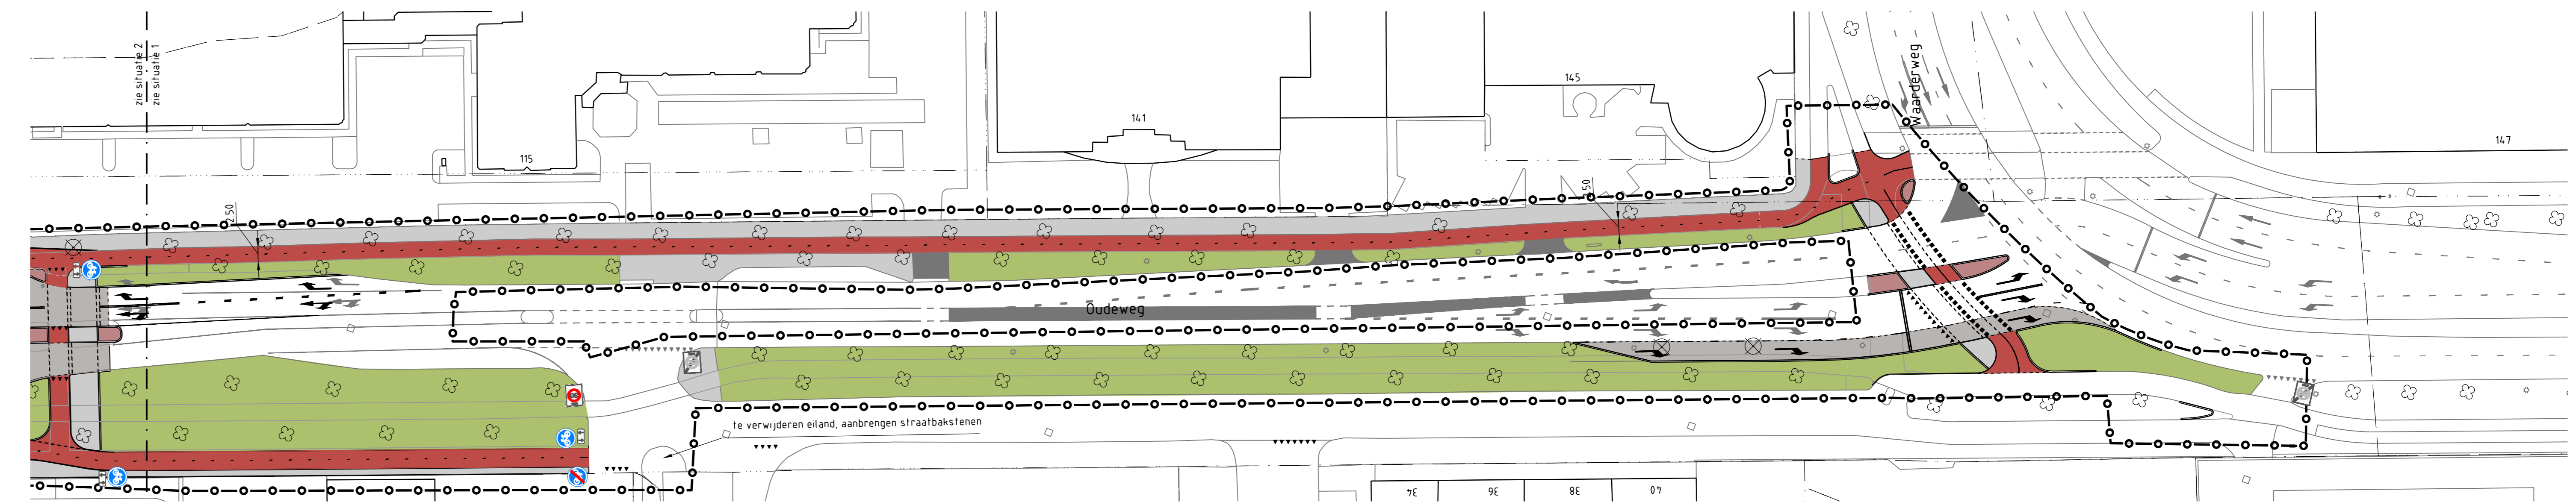 zie situatie 2
zie situatie 1
115
141
145
Waarderweg
147
2.50
3.50
Oudeweg
te verwijderen eiland, aanbrengen straatbakstenen
34
36
38
40